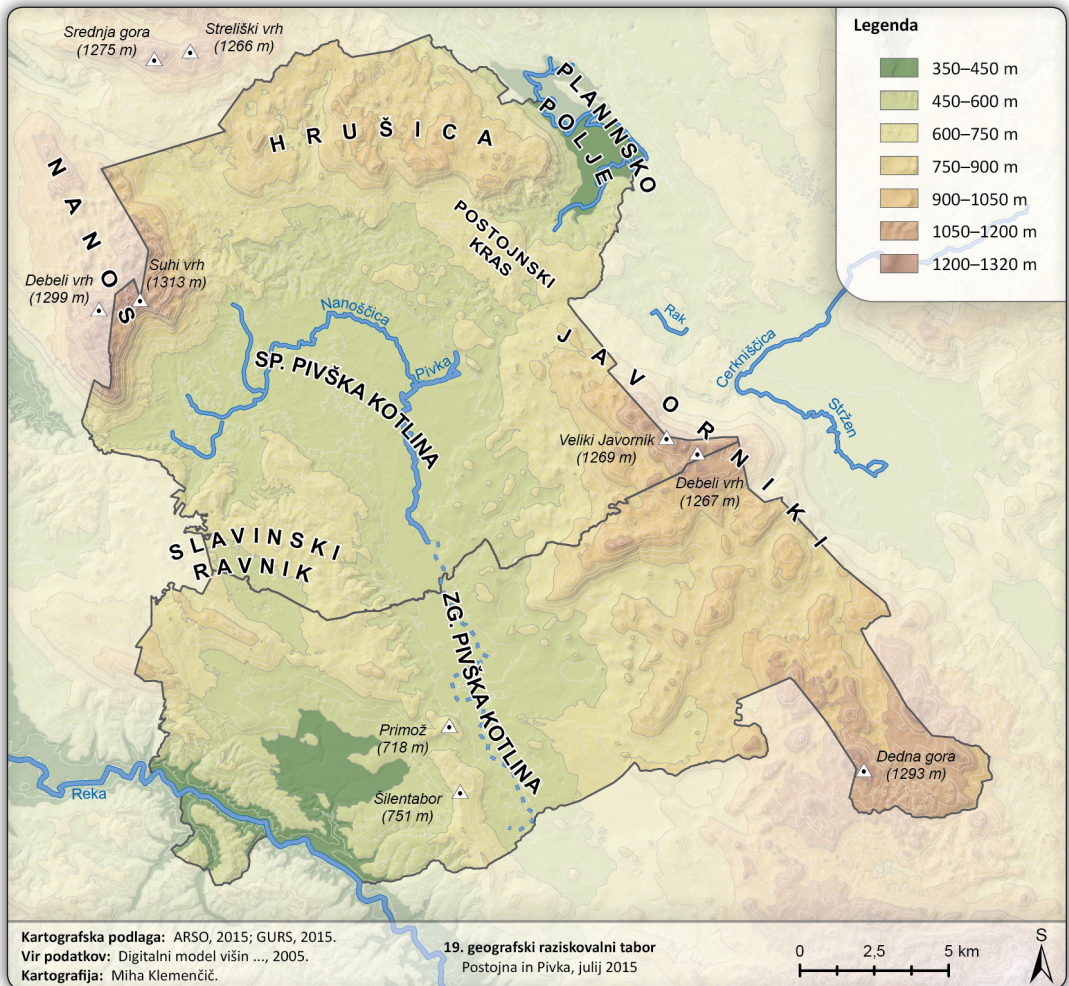 Srednja gora
(1275 m)
Streliški vrh
(1266 m)
Legenda
350–450 m
450–600 m
600–750 m
750–900 m
900–1050 m
1050–1200 m
1200–1320 m
HRUŠICA
PLANINSKO
POLJE
NANOS
POSTOJNSKI
KRAS
Suhi vrh
(1313 m)
Debeli vrh
(1299 m)
Nanoščica
Rak
Pivka
SP. PIVŠKA KOTLINA
JAVORNIKI
Cerkniščica
Stržen
Veliki Javornik
(1269 m)
Debeli vrh
(1267 m)
SLAVINSKI
RAVNIK
ZG. PIVŠKA KOTLINA
Primož
(718 m)
Šilentabor
(751 m)
Dedna gora
(1293 m)
Reka
Kartografska podlaga: ARSO, 2015; GURS, 2015.
Vir podatkov: Digitalni model višin ..., 2005.
Kartografija: Miha Klemenčič.
19. geografski raziskovalni tabor
Postojna in Pivka, julij 2015
0 2,5 5 km
S